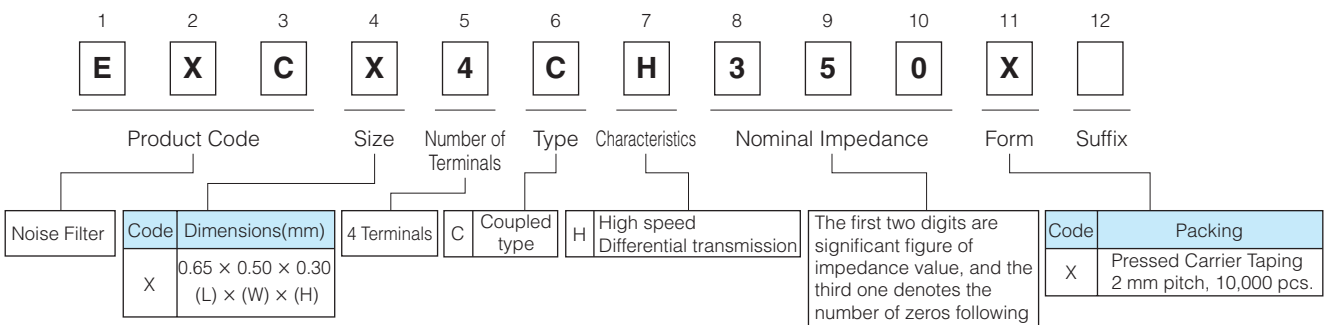 1 2 3 4 5 6 7 8 9 10 11 12
E X C X 4 C H 3 5 0 X
Product Code Size Number of Terminals Type Characteristics Nominal Impedance Form Suffix
Noise Filter
Code Dimensions(mm)
X 0.65 × 0.50 × 0.30
(L) × (W) × (H)
4 Terminals
C Coupled
type
H High speed
Differential transmission
The first two digits are
significant figure of
impedance value, and the
third one denotes the
number of zeros following
Code Packing
X Pressed Carrier Taping
2 mm pitch, 10,000 pcs.